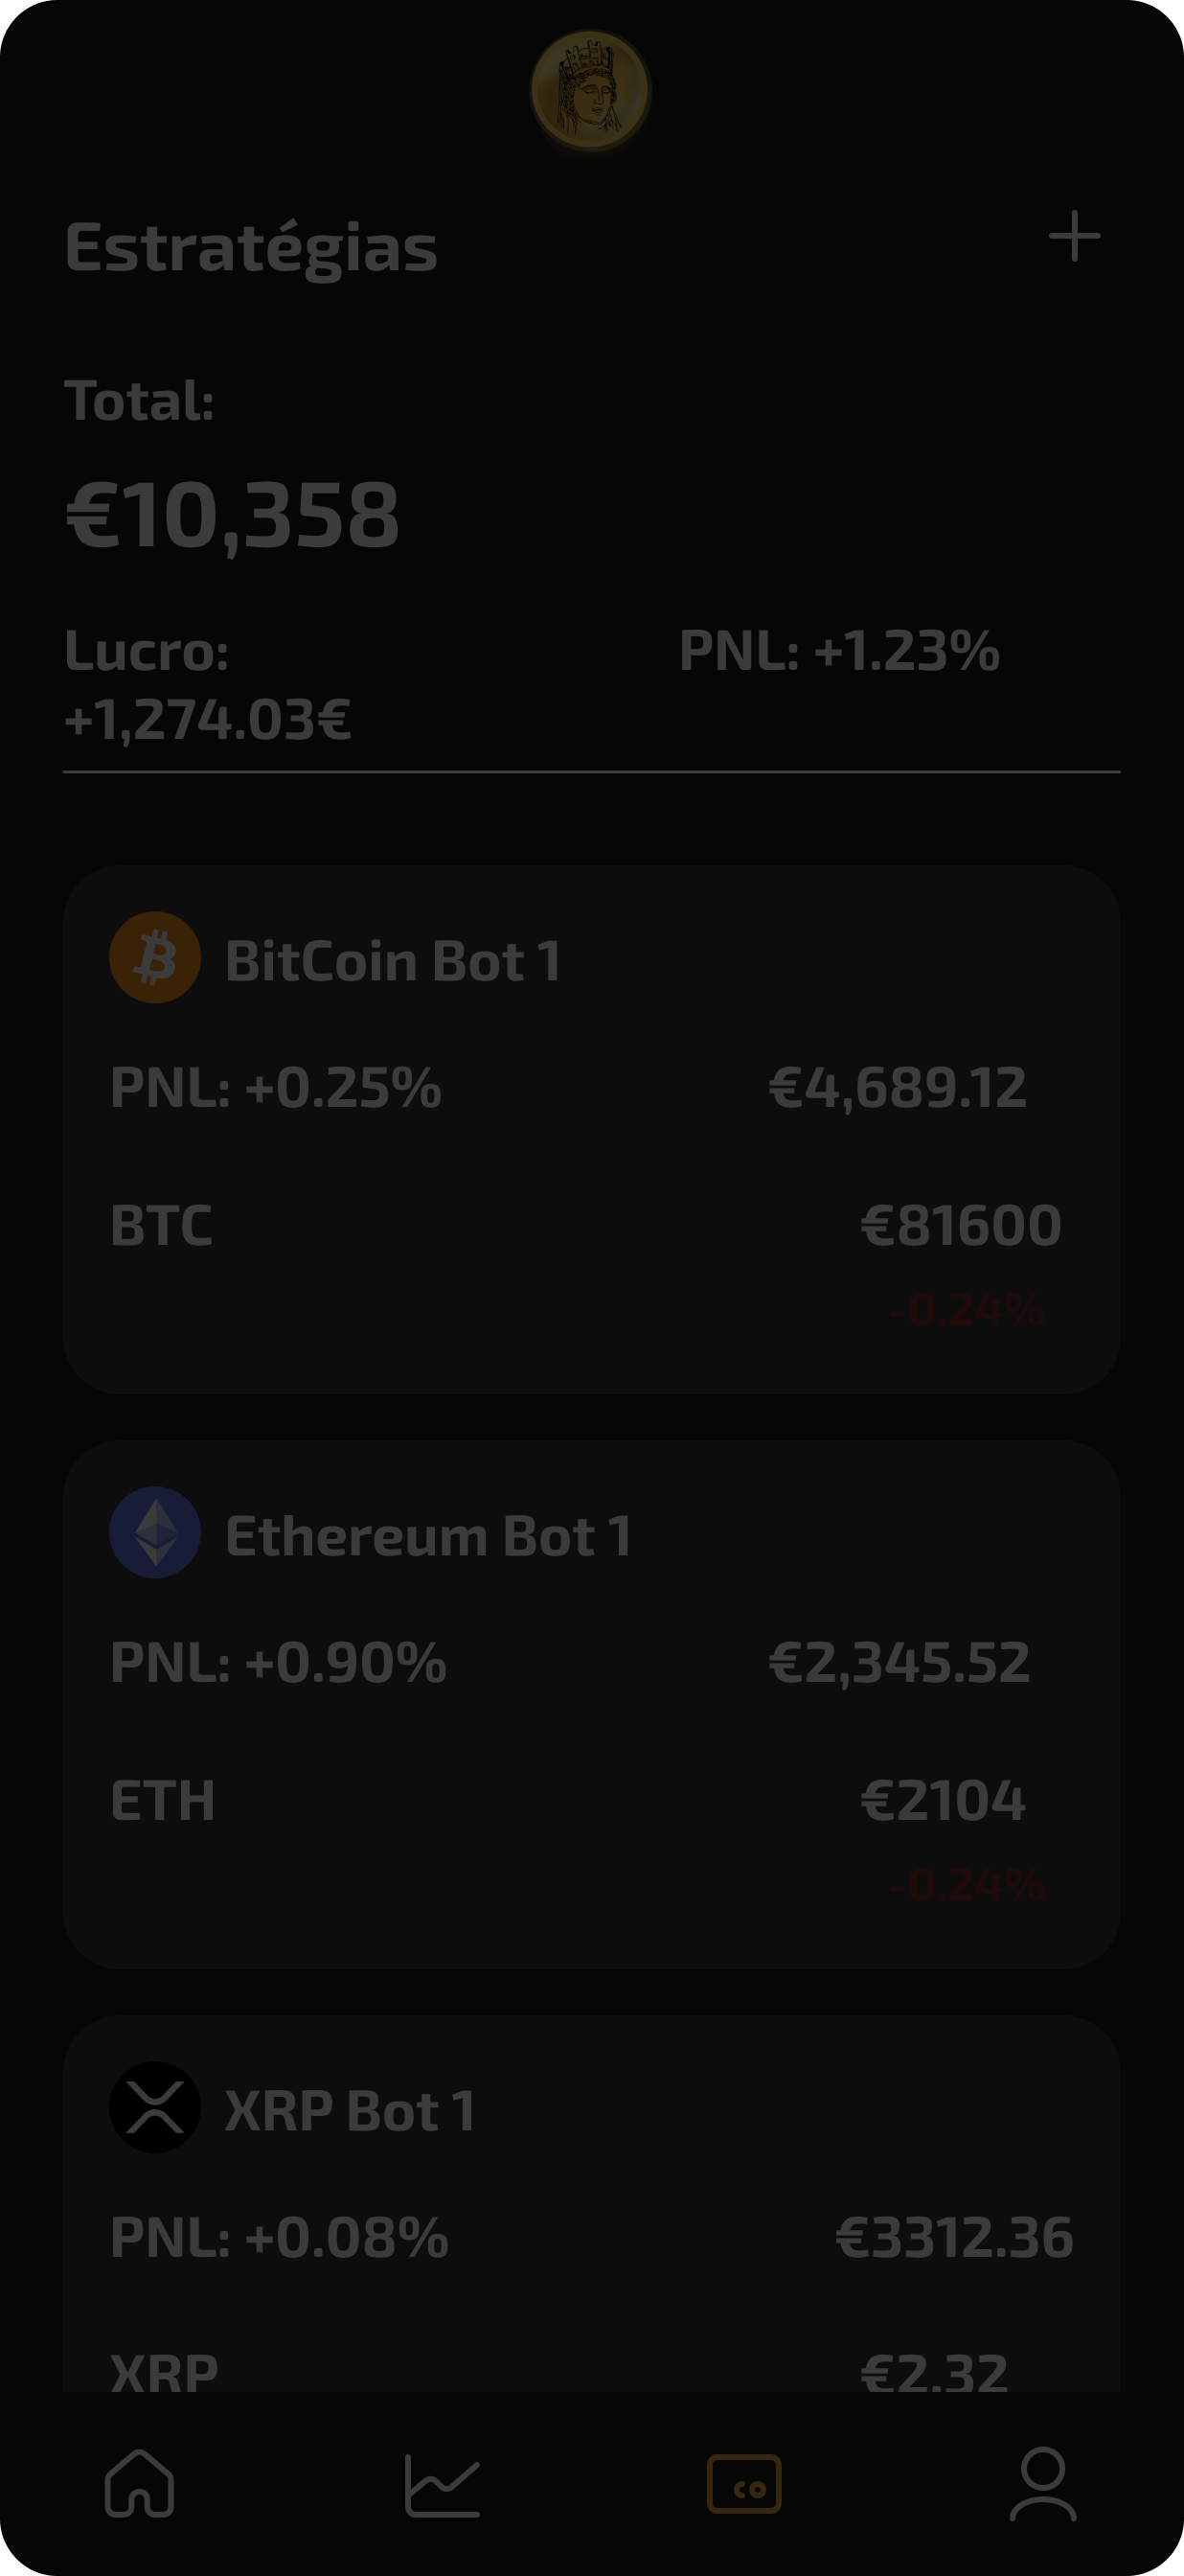 Estratégias
Total:
€10,358
Lucro:
+1,274.03€
PNL: +1.23%
BitCoin Bot 1
PNL: +0.25%
€4,689.12
BTC
€81600
-0.24%
Ethereum Bot 1
PNL: +0.90%
€2,345.52
ETH
€2104
-0.24%
XRP Bot 1
PNL: +0.08%
€3312.36
XRP
€2.32
co